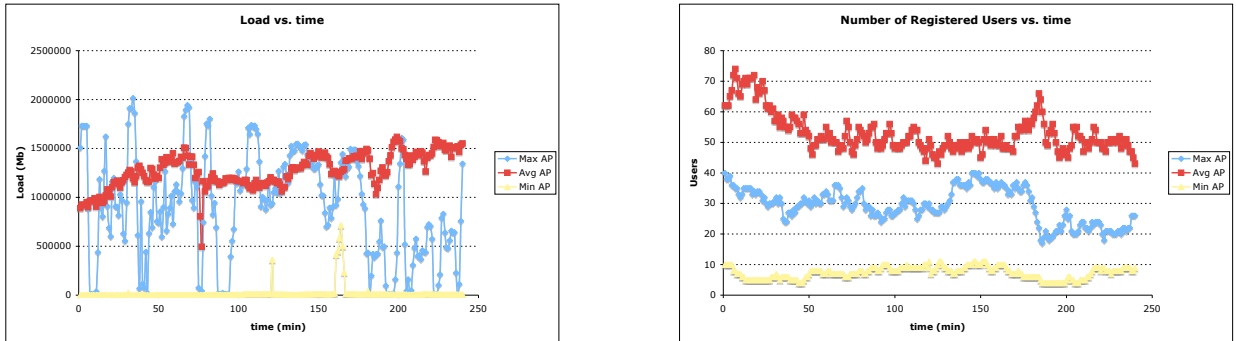 Load vs. time
2500000
2000000
1500000
1000000
500000
0
Load (Mb)
0 50 100 150 200 250
time (min)
Max AP
Avg AP
Min AP
Number of Registered Users vs. time
80
70
60
50
40
30
20
10
0
Users
0 50 100 150 200 250
time (min)
Max AP
Avg AP
Min AP